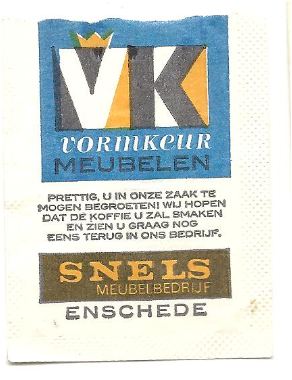 VK
VORMKEUR
MEUBELEN
PRETTIG, U IN ONZE ZAAK TE
MOGEN BEGROETEN! WIJ HOPEN
DAT DE KOFFIE U ZAL SMAKEN
EN ZIEN U GRAAG NOG
EENS TERUG IN ONS BEDRIJF.
SNELS
MEUBELBEDRIJF
ENSCHEDE